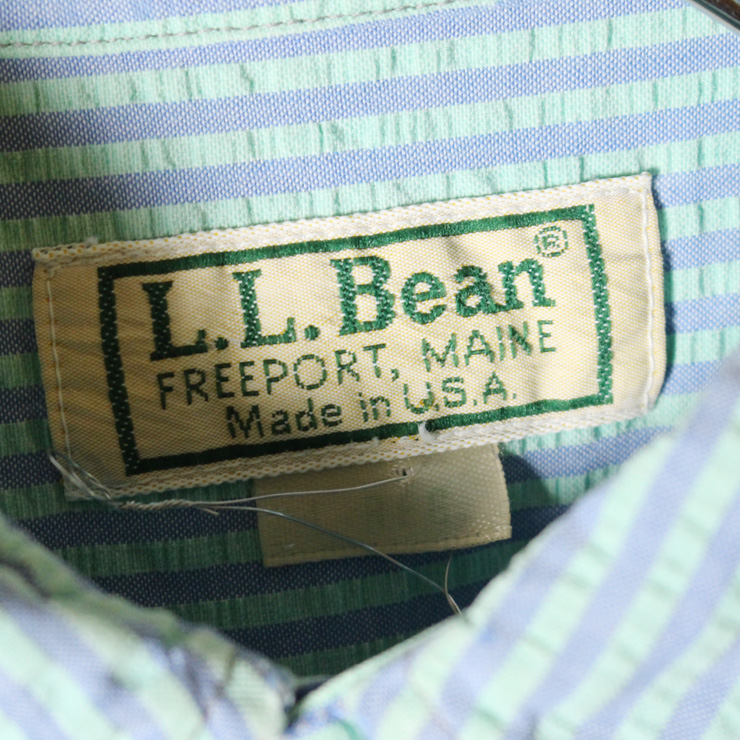 L.L. Bean®
FREEPORT, MAINE
Made in U.S.A.